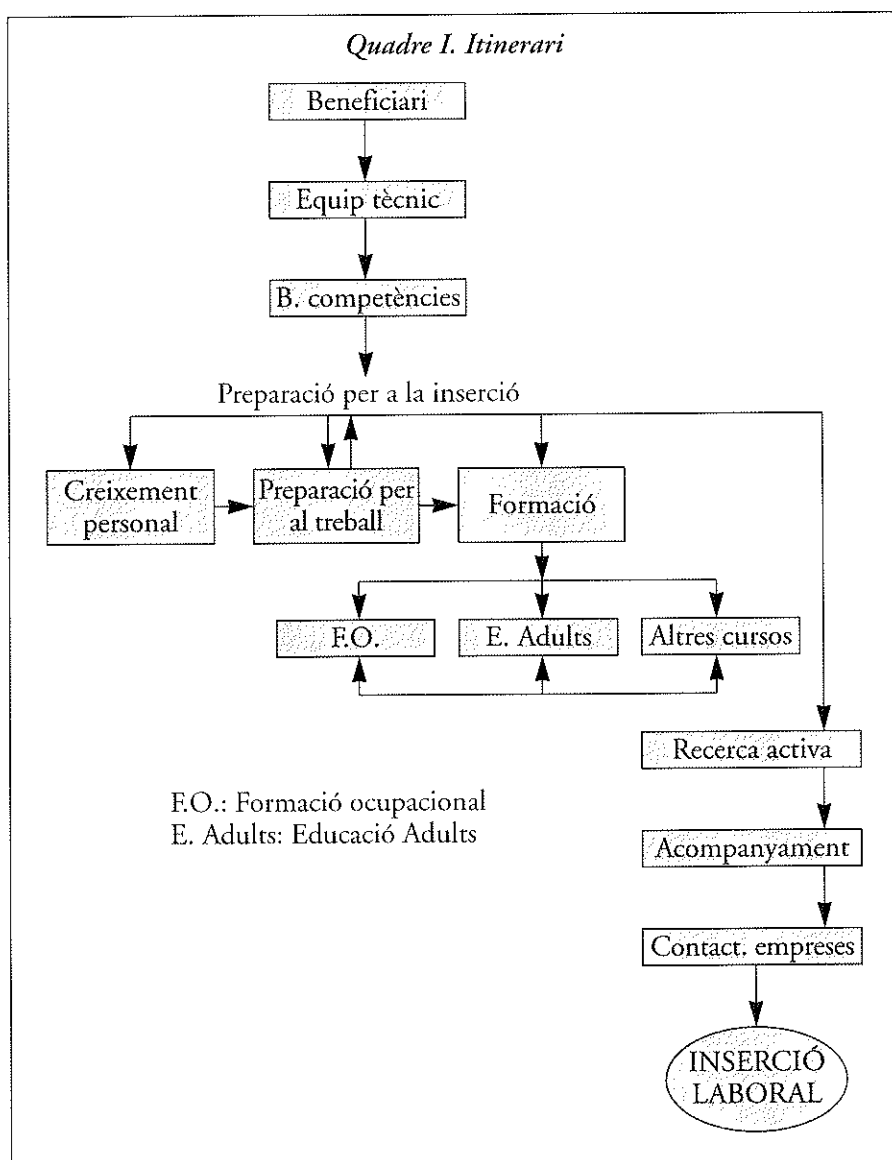 Quadre I. Itinerari
Beneficiari
Equip tècnic
B. competències
Preparació per a la inserció
Creixement
personal
Preparació per
al treball
Formació
F.O.
E. Adults
Altres cursos
Recerca activa
F.O.: Formació ocupacional
E. Adults: Educació Adults
Acompanyament
Contact. empreses
INSERCIÓ
LABORAL